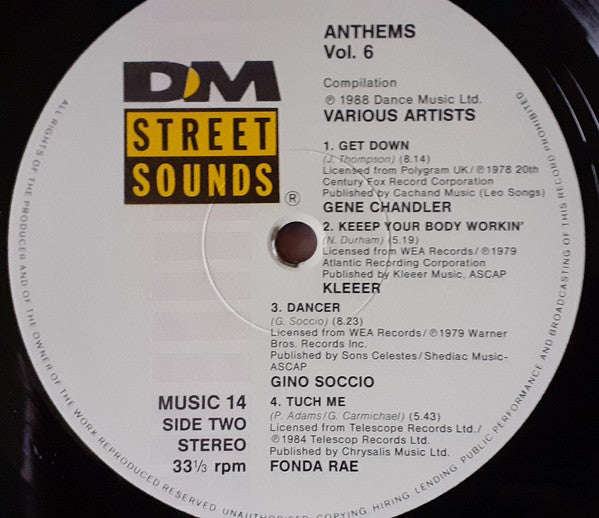 DM
STREET
SOUNDS
®
ANTHEMS
Vol. 6
Compilation
℗ 1988 Dance Music Ltd.
VARIOUS ARTISTS
1. GET DOWN
(J. Thompson) (8.14)
Licensed from Polygram UK/℗1978 20th
Century Fox Record Corporation
Published by Cachand Music (Leo Songs)
GENE CHANDLER
2. KEEEP YOUR BODY WORKIN'
(N. Durham) (5.19)
Licensed from WEA Records/℗1979
Atlantic Recording Corporation
Published by Kleeer Music, ASCAP
KLEEER
3. DANCER
(G. Soccio) (8.23)
Licensed from WEA Records/℗1979 Warner
Bros. Records Inc.
Published by Sons Celestes/Shediac Music-
ASCAP
GINO SOCCIO
4. TUCH ME
(P. Adams/G. Carmichael) (5.43)
Licensed from Telescope Records Ltd./
℗1984 Telescop Records Ltd.
Published by Chrysalis Music Ltd.
FONDA RAE
MUSIC 14
SIDE TWO
STEREO
33⅓ rpm
ALL RIGHTS OF THE PRODUCER AND OF THE OWNER OF THE WORK REPRODUCED RESERVED. UNAUTHORISED COPYING HIRING LENDING, PUBLIC PERFORMANCE AND BROADCASTING OF THIS RECORD PROHIBITED